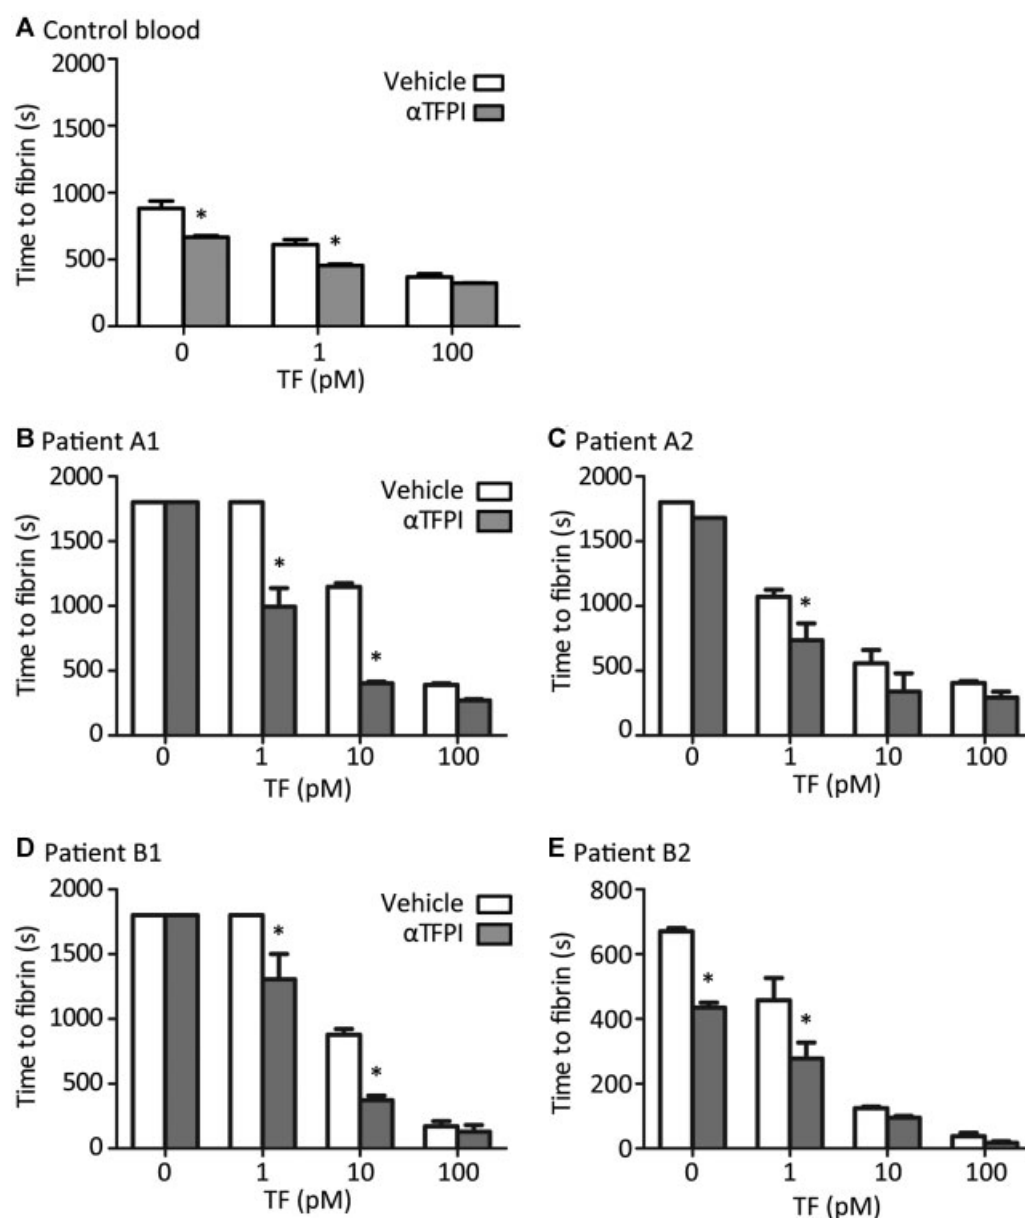 A Control blood
2000
1500
1000
500
0
Time to fibrin (s)
Vehicle
αTFPI
*
*
0 1 100
TF (pM)
B Patient A1
2000
1500
1000
500
0
Time to fibrin (s)
Vehicle
αTFPI
*
*
0 1 10 100
TF (pM)
C Patient A2
2000
1500
1000
500
0
Time to fibrin (s)
*
0 1 10 100
TF (pM)
D Patient B1
2000
1500
1000
500
0
Time to fibrin (s)
Vehicle
αTFPI
*
*
0 1 10 100
TF (pM)
E Patient B2
800
600
400
200
0
Time to fibrin (s)
*
*
0 1 10 100
TF (pM)